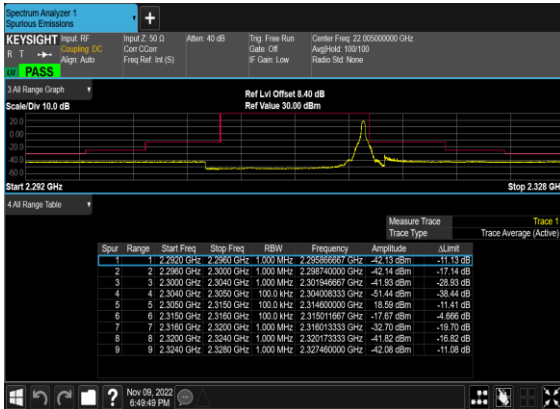 Spectrum Analyzer 1
Spurious Emissions
KEYSIGHT Input: RF Input Z: 50 Ω Atten: 40 dB Trig: Free Run Center Freq: 22.005000000 GHz
R T Coupling: DC Corr CCorr Gate: Off Avg|Hold: 100/100
Align: Auto Freq Ref: Int (S) IF Gain: Low Radio Std: None
PASS
3 All Range Graph Ref Lvl Offset 8.40 dB
Scale/Div 10.0 dB Ref Value 30.00 dBm
20.0
0.00
-20.0
-40.0
-60.0
Start 2.292 GHz Stop 2.328 GH
4 All Range Table
Measure Trace Trace 1
Trace Type Trace Average (Active)
Spur Range Start Freq Stop Freq RBW Frequency Amplitude ΔLimit
1 1 2.2920 GHz 2.2960 GHz 1.000 MHz 2.295866667 GHz -42.13 dBm -11.13 dB
2 2 2.2960 GHz 2.3000 GHz 1.000 MHz 2.298740000 GHz -42.14 dBm -17.14 dB
3 3 2.3000 GHz 2.3040 GHz 1.000 MHz 2.301946667 GHz -41.93 dBm -28.93 dB
4 4 2.3040 GHz 2.3050 GHz 100.0 kHz 2.304008333 GHz -51.44 dBm -38.44 dB
5 5 2.3050 GHz 2.3150 GHz 100.0 kHz 2.314600000 GHz 18.59 dBm -11.41 dB
6 6 2.3150 GHz 2.3160 GHz 100.0 kHz 2.315011667 GHz -17.67 dBm -4.666 dB
7 7 2.3160 GHz 2.3200 GHz 1.000 MHz 2.316013333 GHz -32.70 dBm -19.70 dB
8 8 2.3200 GHz 2.3240 GHz 1.000 MHz 2.320173333 GHz -41.82 dBm -16.82 dB
9 9 2.3240 GHz 2.3280 GHz 1.000 MHz 2.327460000 GHz -42.08 dBm -11.08 dB
Nov 09, 2022
6:49:49 PM